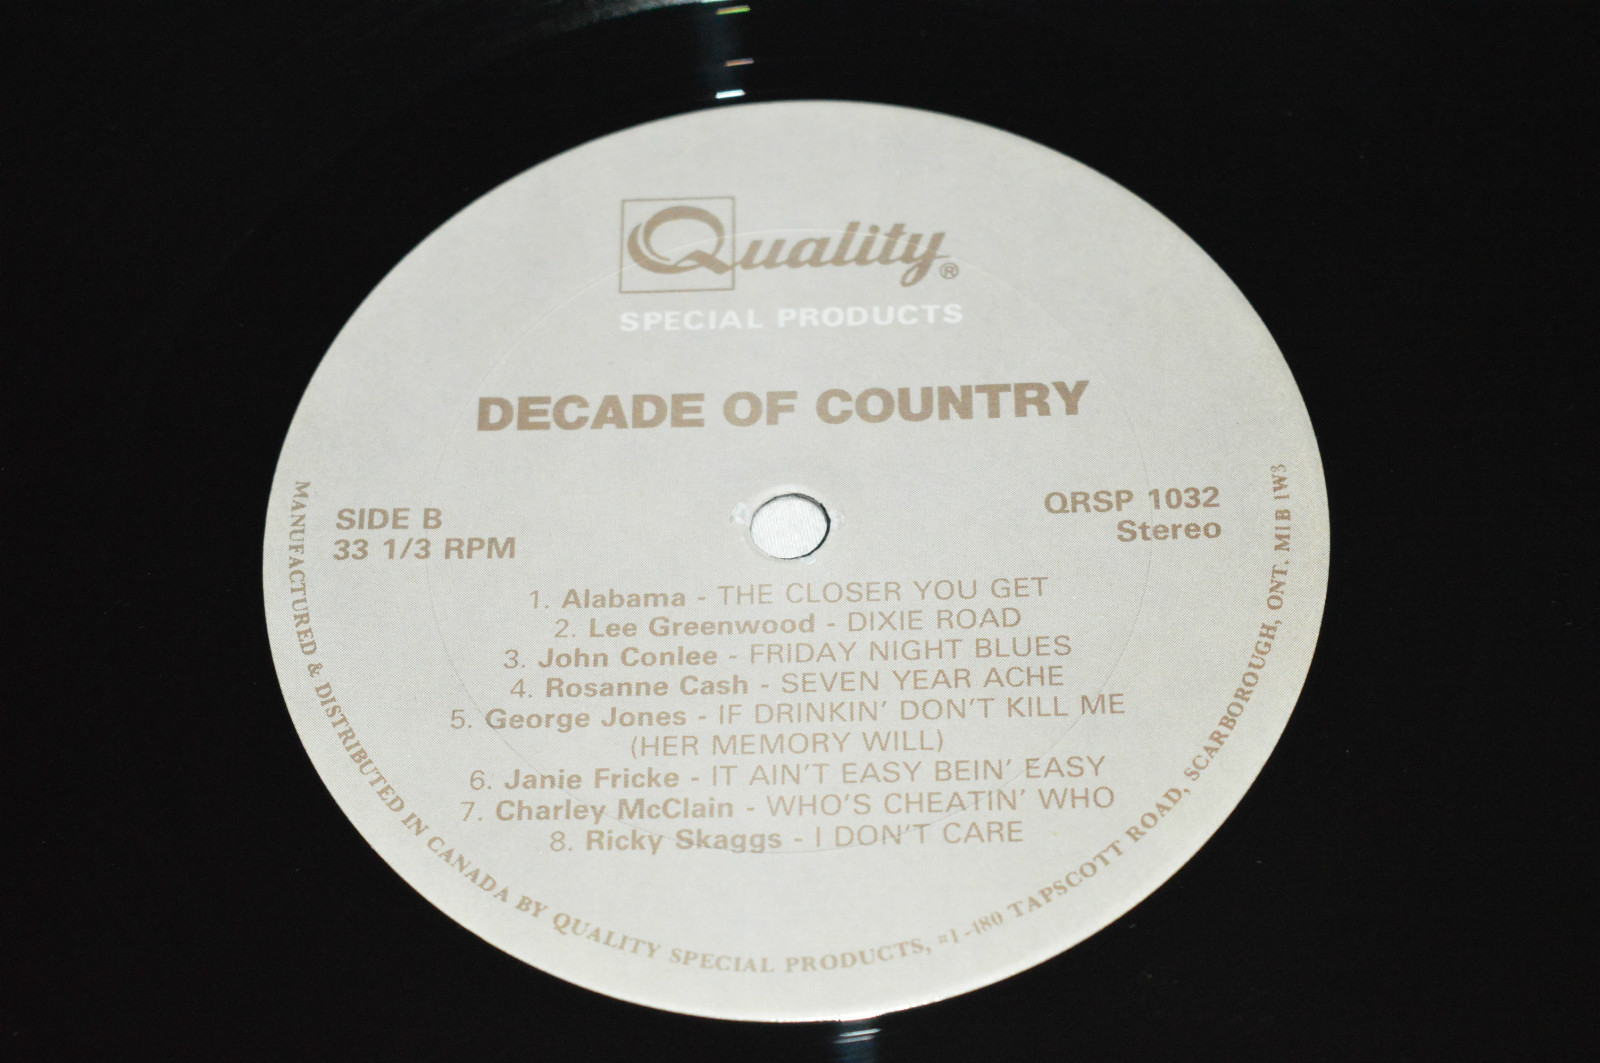 Quality®
SPECIAL PRODUCTS
DECADE OF COUNTRY
SIDE B
33 1/3 RPM
QRSP 1032
Stereo
1. Alabama - THE CLOSER YOU GET
2. Lee Greenwood - DIXIE ROAD
3. John Conlee - FRIDAY NIGHT BLUES
4. Rosanne Cash - SEVEN YEAR ACHE
5. George Jones - IF DRINKIN' DON'T KILL ME
(HER MEMORY WILL)
6. Janie Fricke - IT AIN'T EASY BEIN' EASY
7. Charley McClain - WHO'S CHEATIN' WHO
8. Ricky Skaggs - I DON'T CARE
MANUFACTURED & DISTRIBUTED IN CANADA BY QUALITY SPECIAL PRODUCTS, #1-480 TAPSCOTT ROAD, SCARBOROUGH, ONT. M1B 1W3